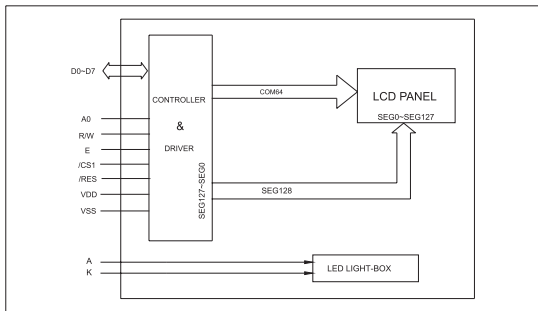 D0~D7
A0
R/W
E
/CS1
/RES
VDD
VSS
CONTROLLER
&
DRIVER
SEG127~SEG0
COM64
SEG128
LCD PANEL
SEG0~SEG127
A
K
LED LIGHT-BOX